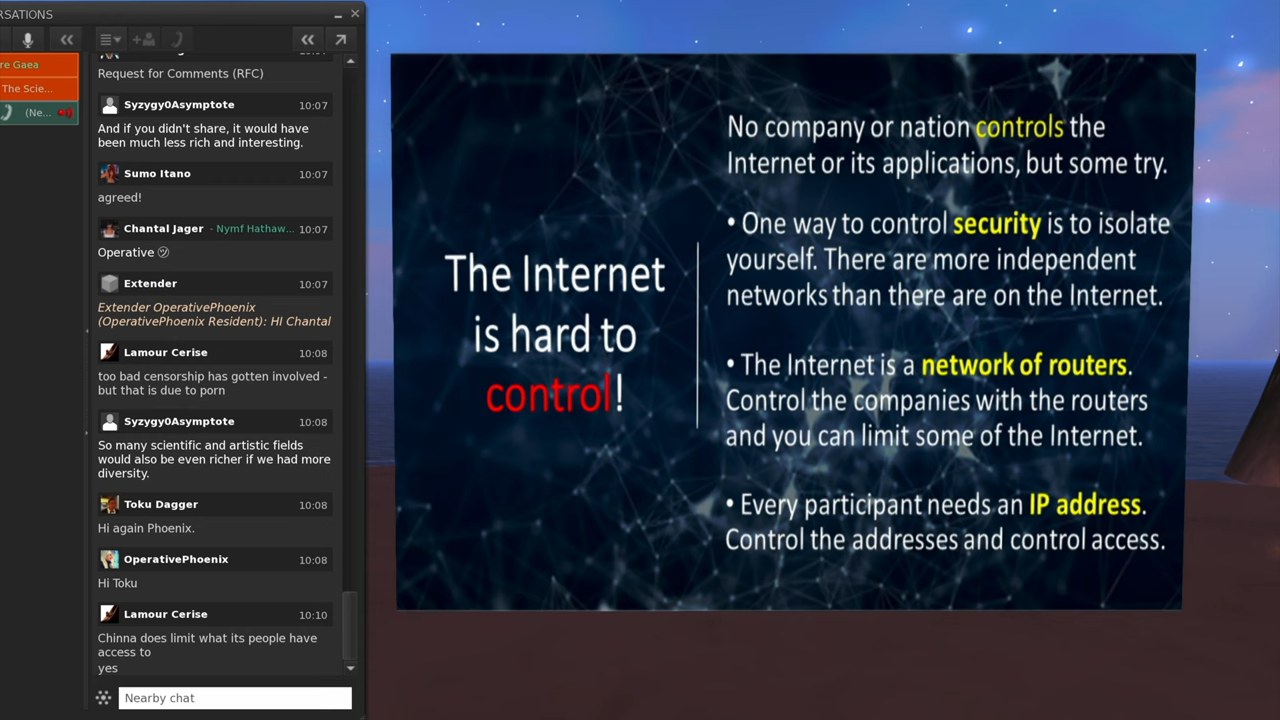 RSATIONS
re Gaea
The Scie...
(Ne...
Request for Comments (RFC)
Syzygy0Asymptote 10:07
And if you didn't share, it would have
been much less rich and interesting.
Sumo Itano 10:07
agreed!
Chantal Jager - Nymf Hathaw... 10:07
Operative ㋡
Extender 10:07
Extender OperativePhoenix
(OperativePhoenix Resident): HI Chantal
Lamour Cerise 10:08
too bad censorship has gotten involved -
but that is due to porn
Syzygy0Asymptote 10:08
So many scientific and artistic fields
would also be even richer if we had more
diversity.
Toku Dagger 10:08
Hi again Phoenix.
OperativePhoenix 10:08
Hi Toku
Lamour Cerise 10:10
Chinna does limit what its people have
access to
yes
Nearby chat
The Internet
is hard to
control!
No company or nation controls the
Internet or its applications, but some try.
• One way to control security is to isolate
yourself. There are more independent
networks than there are on the Internet.
• The Internet is a network of routers.
Control the companies with the routers
and you can limit some of the Internet.
• Every participant needs an IP address.
Control the addresses and control access.